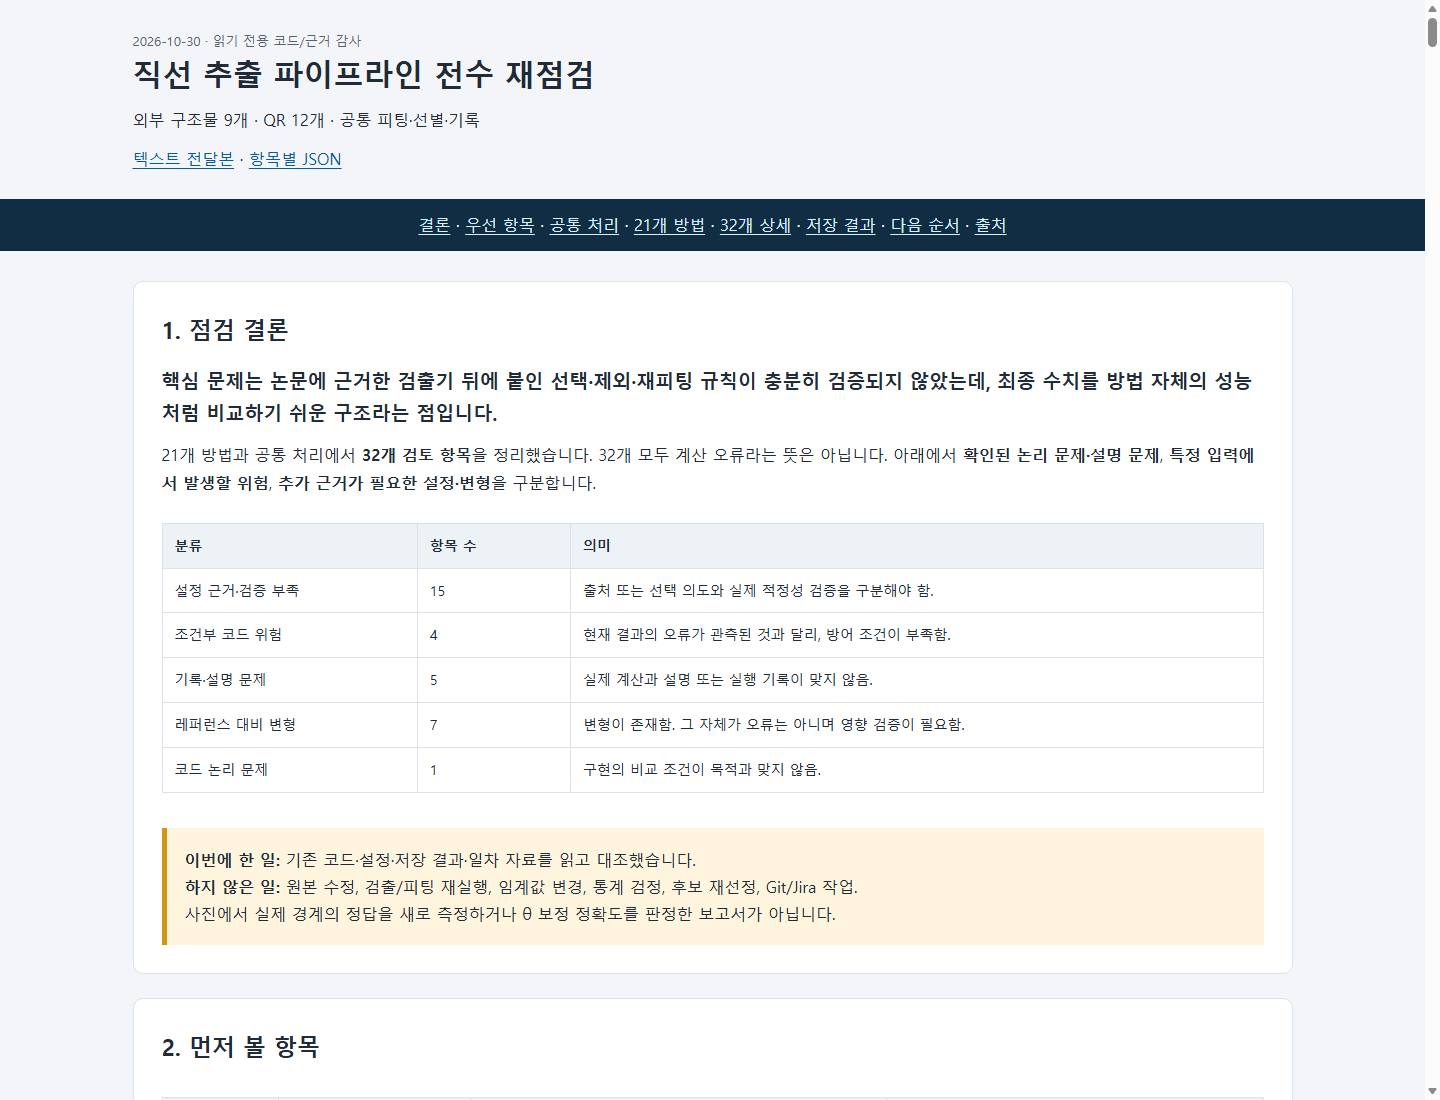 2026-10-30 · 읽기 전용 코드/근거 감사
직선 추출 파이프라인 전수 재점검
외부 구조물 9개 · QR 12개 · 공통 피팅·선별·기록
텍스트 전달본 · 항목별 JSON
결론 · 우선 항목 · 공통 처리 · 21개 방법 · 32개 상세 · 저장 결과 · 다음 순서 · 출처
1. 점검 결론
핵심 문제는 논문에 근거한 검출기 뒤에 붙인 선택·제외·재피팅 규칙이 충분히 검증되지 않았는데, 최종 수치를 방법 자체의 성능
처럼 비교하기 쉬운 구조라는 점입니다.
21개 방법과 공통 처리에서 32개 검토 항목을 정리했습니다. 32개 모두 계산 오류라는 뜻은 아닙니다. 아래에서 확인된 논리 문제·설명 문제, 특정 입력에
서 발생할 위험, 추가 근거가 필요한 설정·변형을 구분합니다.
분류 항목 수 의미
설정 근거·검증 부족 15 출처 또는 선택 의도와 실제 적정성 검증을 구분해야 함.
조건부 코드 위험 4 현재 결과의 오류가 관측된 것과 달리, 방어 조건이 부족함.
기록·설명 문제 5 실제 계산과 설명 또는 실행 기록이 맞지 않음.
레퍼런스 대비 변형 7 변형이 존재함. 그 자체가 오류는 아니며 영향 검증이 필요함.
코드 논리 문제 1 구현의 비교 조건이 목적과 맞지 않음.
이번에 한 일: 기존 코드·설정·저장 결과·일차 자료를 읽고 대조했습니다.
하지 않은 일: 원본 수정, 검출/피팅 재실행, 임계값 변경, 통계 검정, 후보 재선정, Git/Jira 작업.
사진에서 실제 경계의 정답을 새로 측정하거나 θ 보정 정확도를 판정한 보고서가 아닙니다.
2. 먼저 볼 항목